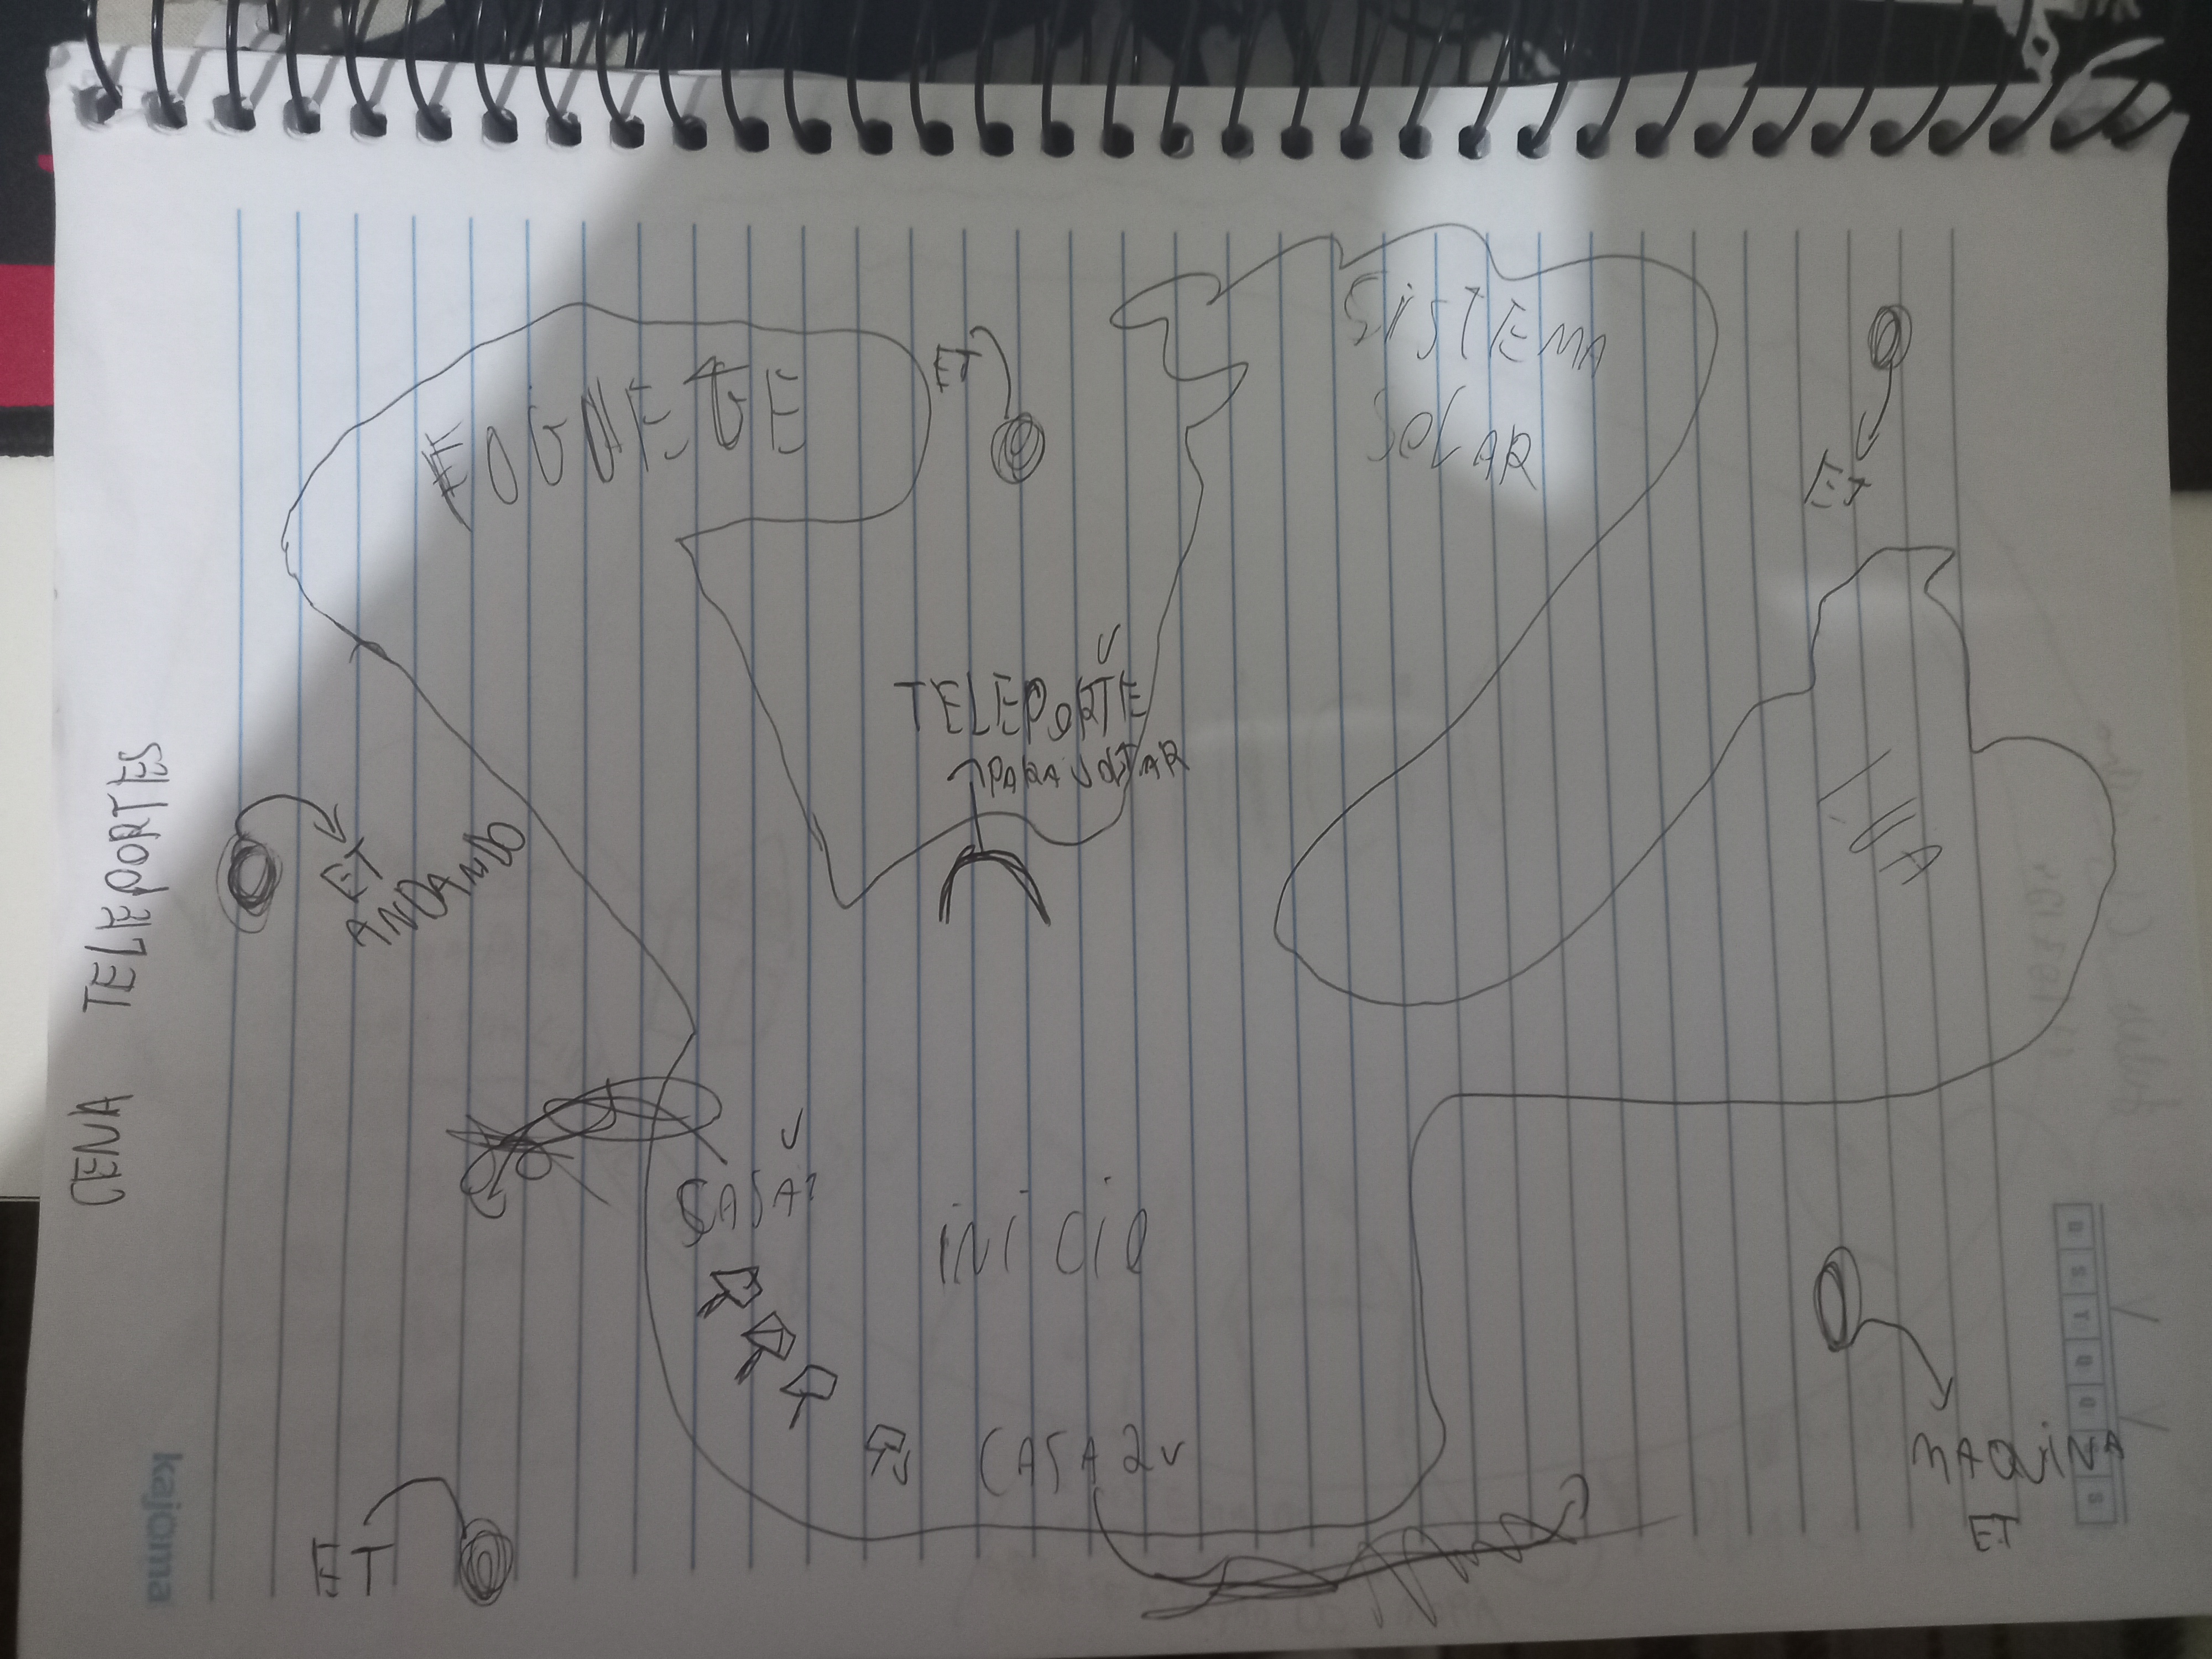 CENA TELEPORTES
kajoma
ET
ANDANDO
ET
FOGUETE
ET
CASA 1
TELEPORTE
PARA VOLTAR
INICIO
CASA 2
SISTEMA
SOLAR
LUA
ET
MAQUINA
ET
D S T Q Q S S